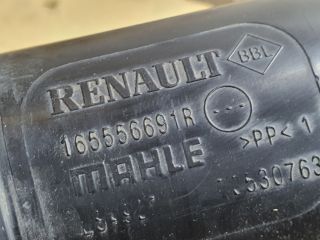 RENAULT BBL
165556691R
MAHLE >PP< 1